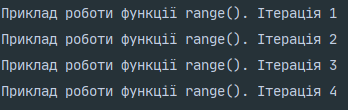 Приклад роботи функції range(). Ітерація 1
Приклад роботи функції range(). Ітерація 2
Приклад роботи функції range(). Ітерація 3
Приклад роботи функції range(). Ітерація 4